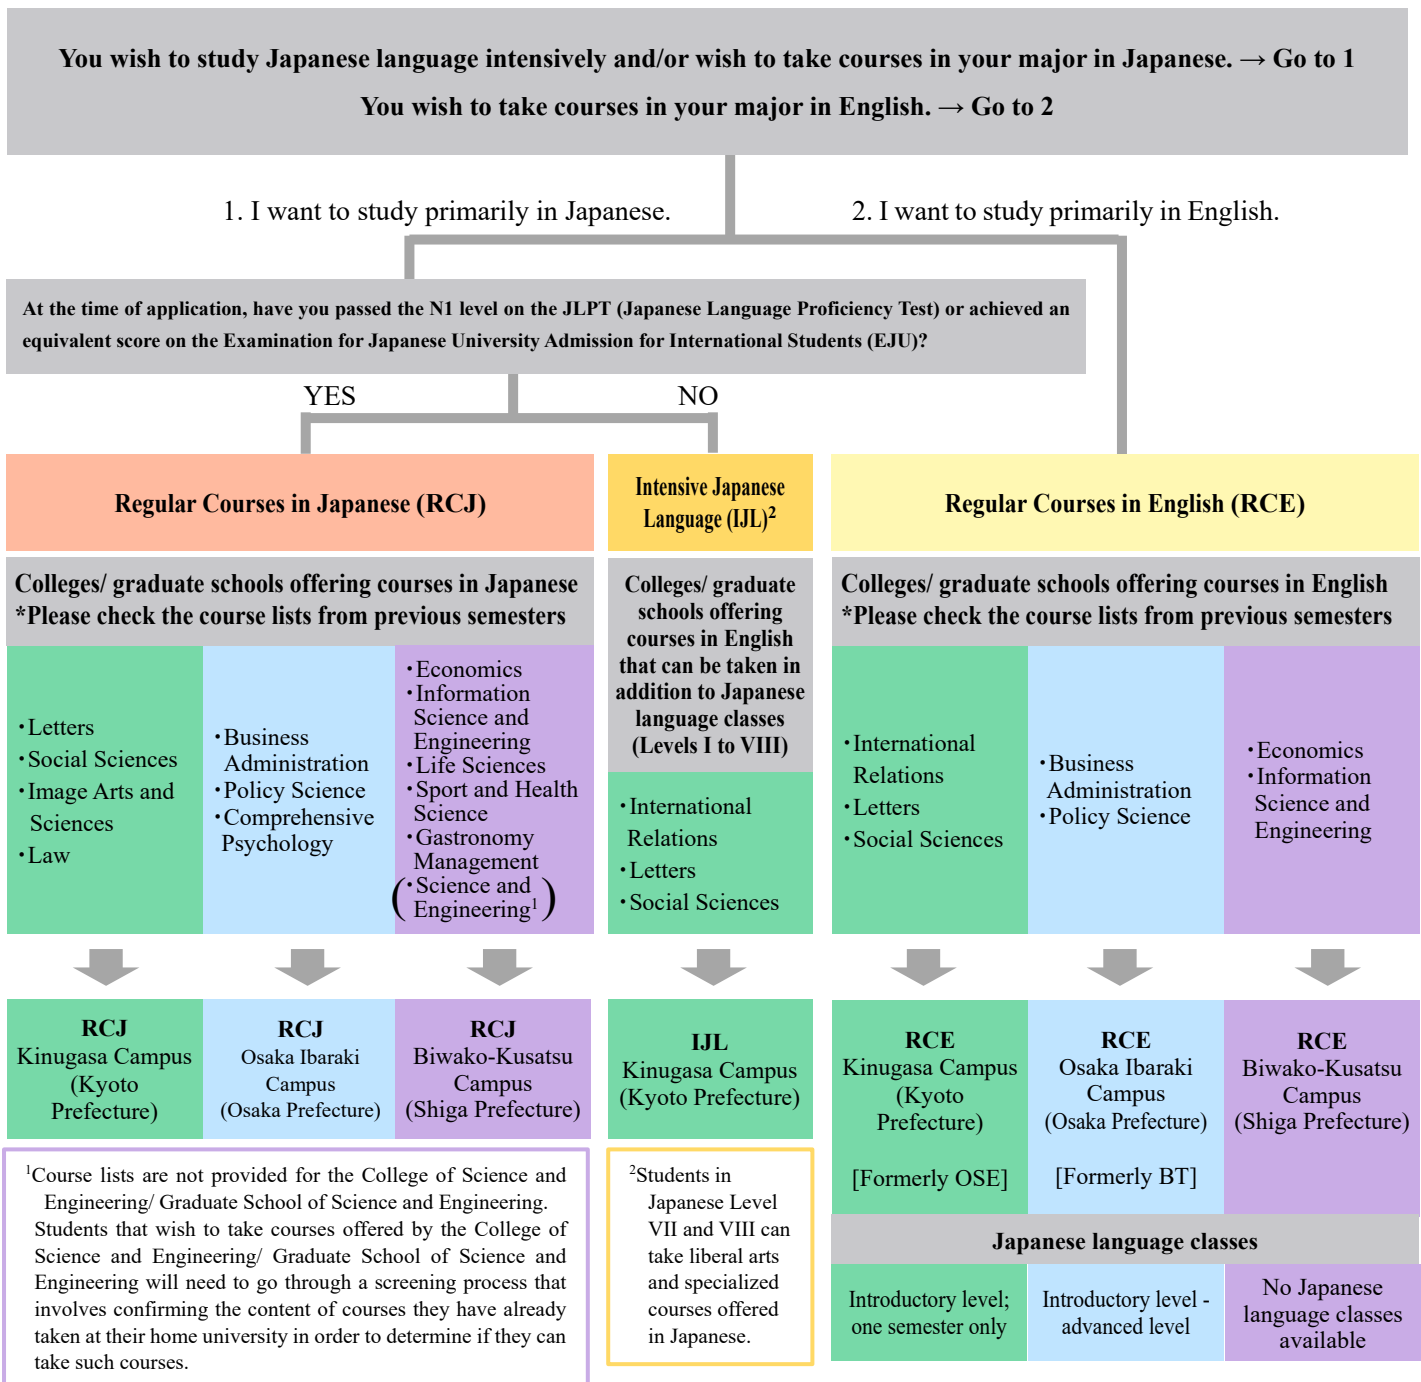 You wish to study Japanese language intensively and/or wish to take courses in your major in Japanese. → Go to 1
You wish to take courses in your major in English. → Go to 2
1. I want to study primarily in Japanese.
2. I want to study primarily in English.
At the time of application, have you passed the N1 level on the JLPT (Japanese Language Proficiency Test) or achieved an
equivalent score on the Examination for Japanese University Admission for International Students (EJU)?
YES
NO
Regular Courses in Japanese (RCJ)
Colleges/ graduate schools offering courses in Japanese
*Please check the course lists from previous semesters
・Letters
・Social Sciences
・Image Arts and
Sciences
・Law
・Business
Administration
・Policy Science
・Comprehensive
Psychology
・Economics
・Information
Science and
Engineering
・Life Sciences
・Sport and Health
Science
・Gastronomy
Management
(・Science and
Engineering¹)
RCJ
Kinugasa Campus
(Kyoto
Prefecture)
RCJ
Osaka Ibaraki
Campus
(Osaka Prefecture)
RCJ
Biwako-Kusatsu
Campus
(Shiga Prefecture)
¹Course lists are not provided for the College of Science and
Engineering/ Graduate School of Science and Engineering.
Students that wish to take courses offered by the College of
Science and Engineering/ Graduate School of Science and
Engineering will need to go through a screening process that
involves confirming the content of courses they have already
taken at their home university in order to determine if they can
take such courses.
Intensive Japanese
Language (IJL)²
Colleges/ graduate
schools offering
courses in English
that can be taken in
addition to Japanese
language classes
(Levels I to VIII)
・International
Relations
・Letters
・Social Sciences
IJL
Kinugasa Campus
(Kyoto Prefecture)
²Students in
Japanese Level
VII and VIII can
take liberal arts
and specialized
courses offered
in Japanese.
Regular Courses in English (RCE)
Colleges/ graduate schools offering courses in English
*Please check the course lists from previous semesters
・International
Relations
・Letters
・Social Sciences
・Business
Administration
・Policy Science
・Economics
・Information
Science and
Engineering
RCE
Kinugasa Campus
(Kyoto
Prefecture)
[Formerly OSE]
RCE
Osaka Ibaraki
Campus
(Osaka Prefecture)
[Formerly BT]
RCE
Biwako-Kusatsu
Campus
(Shiga Prefecture)
Japanese language classes
Introductory level;
one semester only
Introductory level -
advanced level
No Japanese
language classes
available